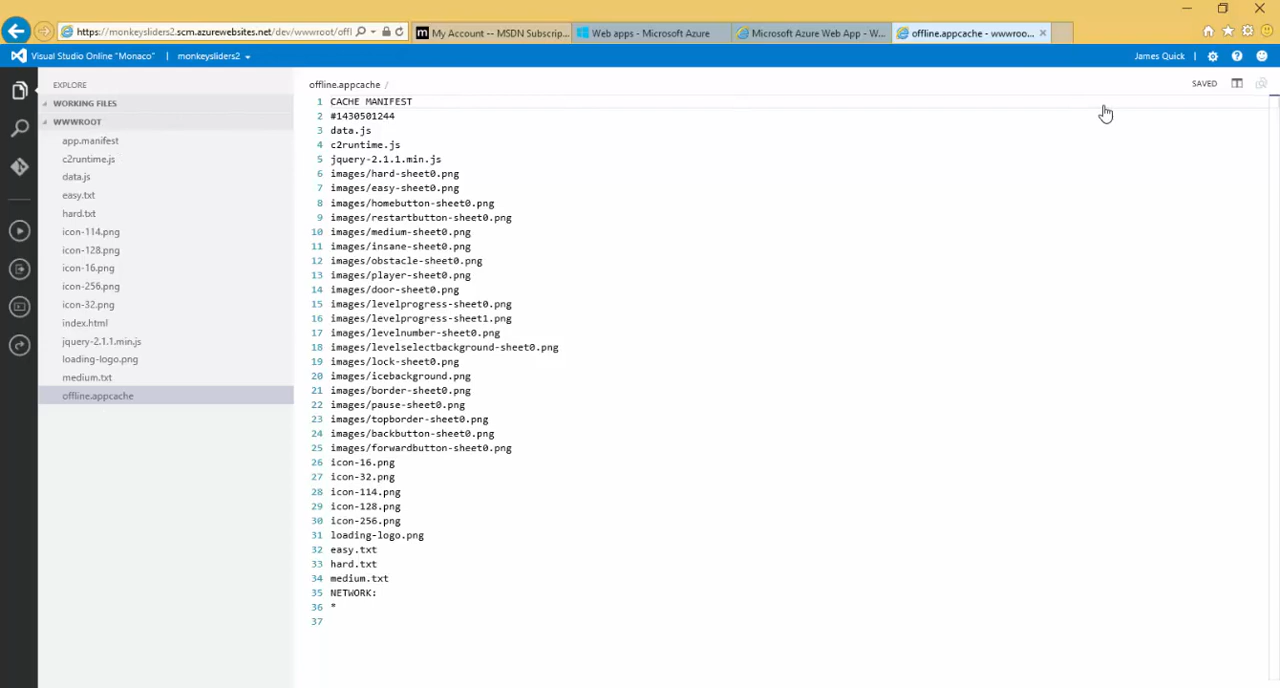 https://monkeysliders2.scm.azurewebsites.net/dev/wwwroot/offl
My Account -- MSDN Subscrip...
Web apps - Microsoft Azure
Microsoft Azure Web App - W...
offline.appcache - wwwroo...
Visual Studio Online "Monaco" | monkeysliders2
James Quick
EXPLORE
WORKING FILES
WWWROOT
app.manifest
c2runtime.js
data.js
easy.txt
hard.txt
icon-114.png
icon-128.png
icon-16.png
icon-256.png
icon-32.png
index.html
jquery-2.1.1.min.js
loading-logo.png
medium.txt
offline.appcache
offline.appcache /
SAVED
1 CACHE MANIFEST
2 #1430501244
3 data.js
4 c2runtime.js
5 jquery-2.1.1.min.js
6 images/hard-sheet0.png
7 images/easy-sheet0.png
8 images/homebutton-sheet0.png
9 images/restartbutton-sheet0.png
10 images/medium-sheet0.png
11 images/insane-sheet0.png
12 images/obstacle-sheet0.png
13 images/player-sheet0.png
14 images/door-sheet0.png
15 images/levelprogress-sheet0.png
16 images/levelprogress-sheet1.png
17 images/levelnumber-sheet0.png
18 images/levelselectbackground-sheet0.png
19 images/lock-sheet0.png
20 images/icebackground.png
21 images/border-sheet0.png
22 images/pause-sheet0.png
23 images/topborder-sheet0.png
24 images/backbutton-sheet0.png
25 images/forwardbutton-sheet0.png
26 icon-16.png
27 icon-32.png
28 icon-114.png
29 icon-128.png
30 icon-256.png
31 loading-logo.png
32 easy.txt
33 hard.txt
34 medium.txt
35 NETWORK:
36 *
37